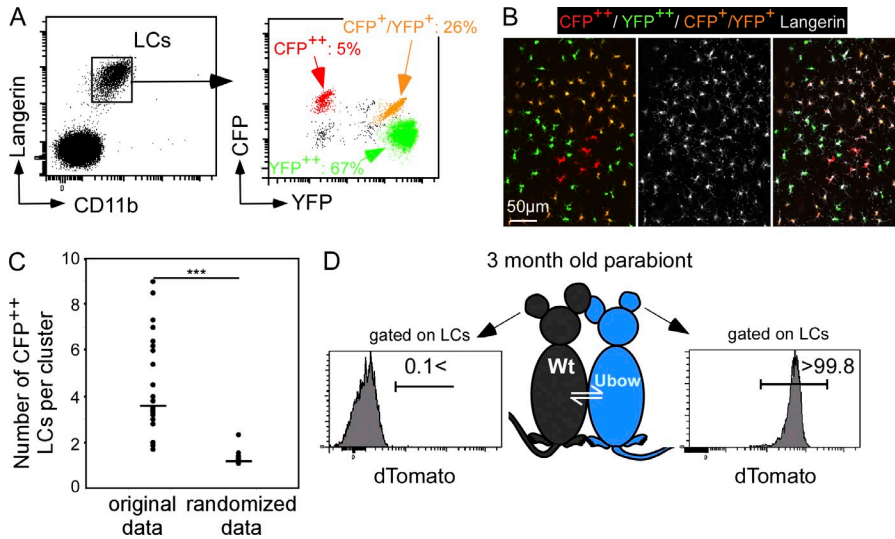 A
LCs
Langerin
CD11b
CFP++: 5%
CFP+/YFP+: 26%
YFP++: 67%
CFP
YFP
B
CFP++/ YFP++/ CFP+/YFP+ Langerin
50µm
C
Number of CFP++
LCs per cluster
10
8
6
4
2
0
***
original
data
randomized
data
D
3 month old parabiont
gated on LCs
0.1<
dTomato
Wt
Ubow
gated on LCs
>99.8
dTomato